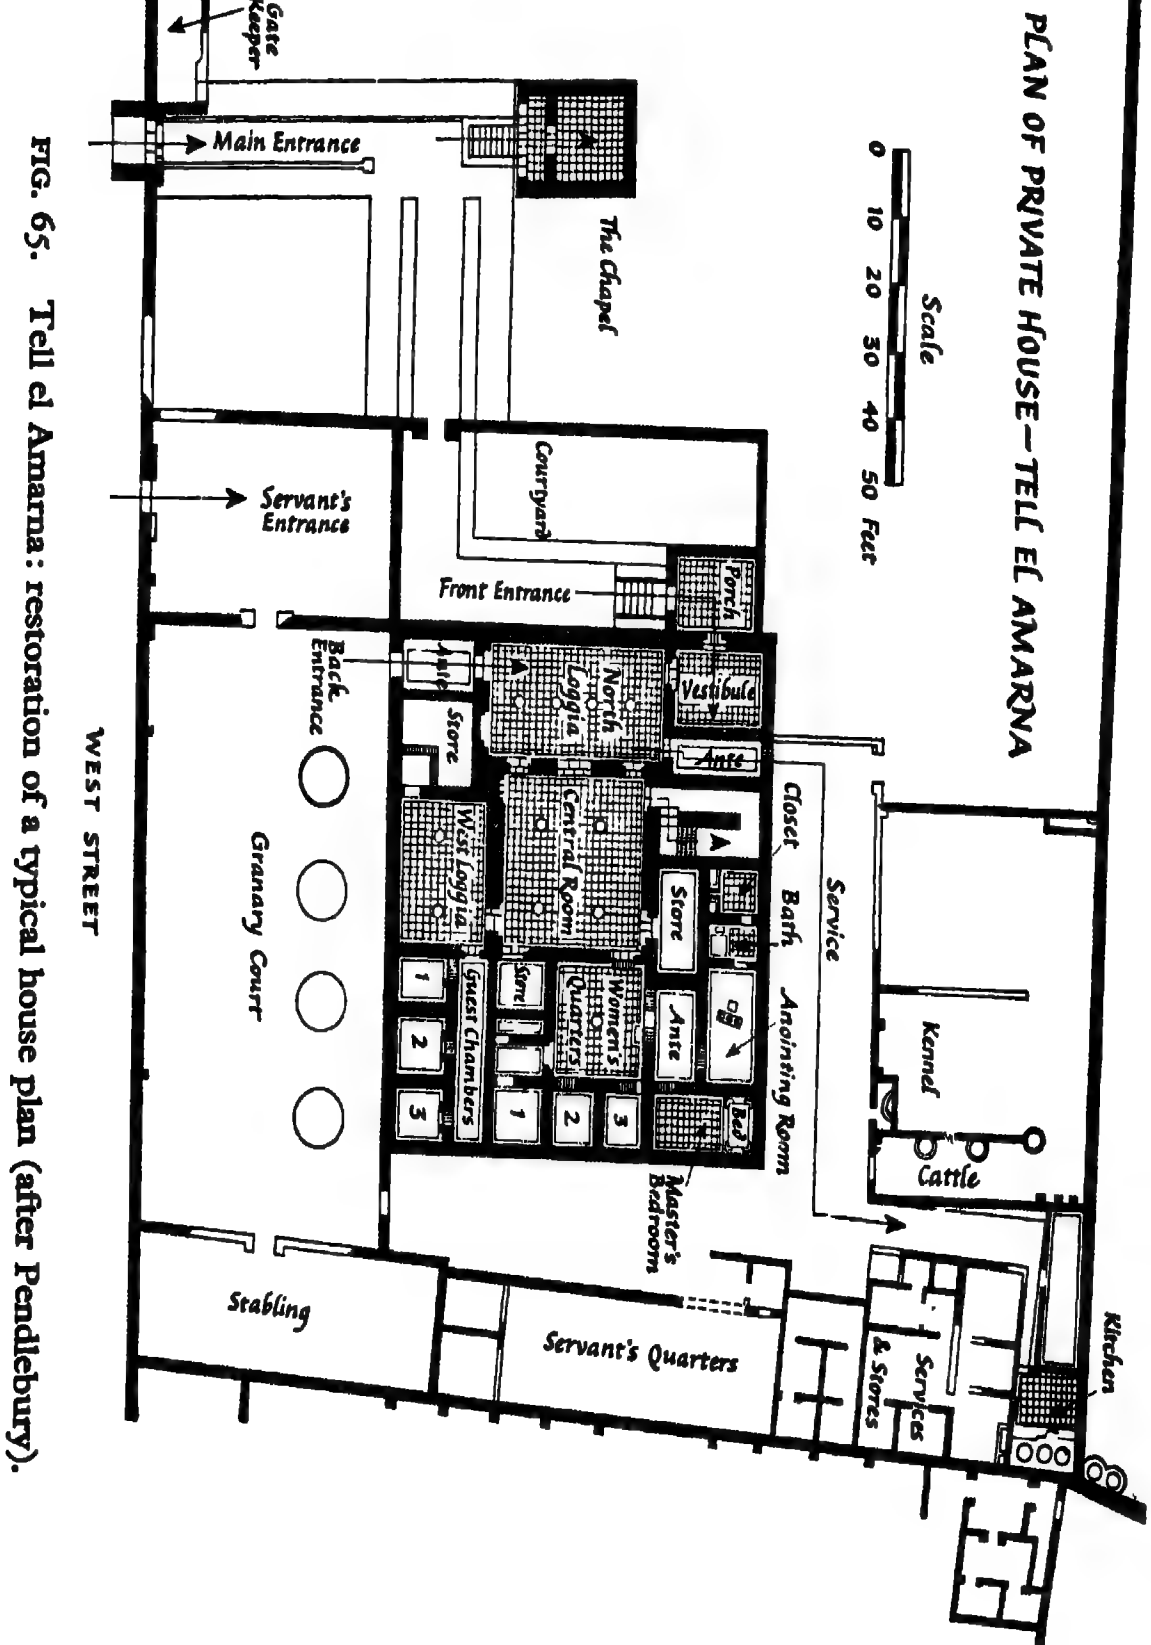 PLAN OF PRIVATE HOUSE—TELL EL AMARNA
Scale
0 10 20 30 40 50 Feet
Gate
Keeper
Main Entrance
The Chapel
Servant's
Entrance
Courtyard
Front Entrance
Porch
Vestibule
Back
Entrance
Ante
North
Loggia
Ante
Store
Closet
Bath
Anointing Room
Service
West Loggia
Central Room
Store
Ante
Guest Chambers
1
2
3
Store
Women's
Quarters
1
2
3
Bed
Master's
Bedroom
Granary Court
Kennel
Cattle
Kitchen
Services
& Stores
Servant's Quarters
Stabling
WEST STREET
FIG. 65. Tell el Amarna: restoration of a typical house plan (after Pendlebury).